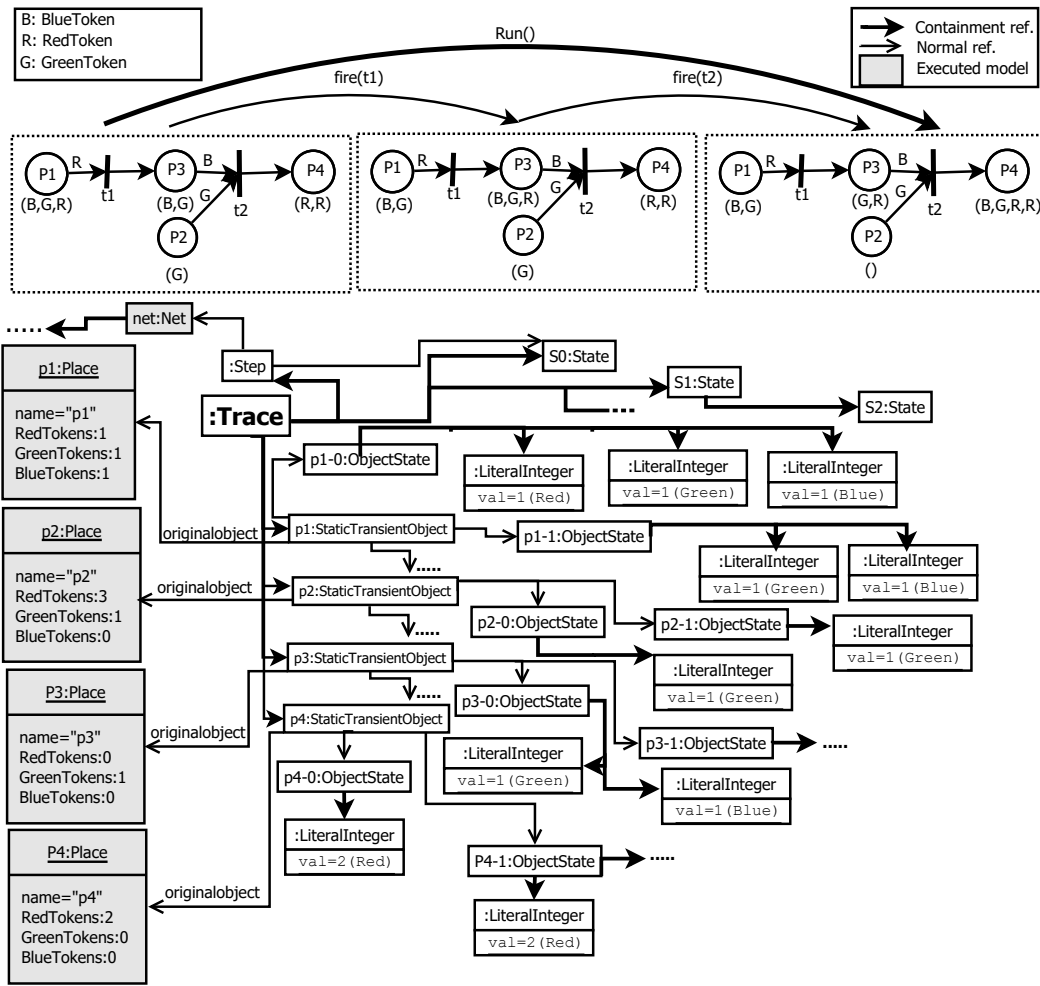 B: BlueToken
R: RedToken
G: GreenToken
Run()
Containment ref.
Normal ref.
Executed model
fire(t1)
fire(t2)
P1
R
t1
P3
B
G
t2
P4
(B,G,R)
(B,G)
(R,R)
P2
(G)
P1
R
t1
P3
B
G
t2
P4
(B,G)
(B,G,R)
(R,R)
P2
(G)
P1
R
t1
P3
B
G
t2
P4
(B,G)
(G,R)
(B,G,R,R)
P2
()
.....
net:Net
:Step
S0:State
S1:State
S2:State
...
:Trace
p1:Place
name="p1"
RedTokens:1
GreenTokens:1
BlueTokens:1
p1-0:ObjectState
:LiteralInteger
val=1(Red)
:LiteralInteger
val=1(Green)
:LiteralInteger
val=1(Blue)
originalobject
p1:StaticTransientObject
.....
p1-1:ObjectState
:LiteralInteger
val=1(Green)
:LiteralInteger
val=1(Blue)
p2:Place
name="p2"
RedTokens:3
GreenTokens:1
BlueTokens:0
originalobject
p2:StaticTransientObject
.....
p2-0:ObjectState
p2-1:ObjectState
:LiteralInteger
val=1(Green)
:LiteralInteger
val=1(Green)
P3:Place
name="p3"
RedTokens:0
GreenTokens:1
BlueTokens:0
originalobject
p3:StaticTransientObject
.....
p3-0:ObjectState
p3-1:ObjectState
.....
:LiteralInteger
val=1(Green)
:LiteralInteger
val=1(Blue)
P4:Place
name="p4"
RedTokens:2
GreenTokens:0
BlueTokens:0
originalobject
p4:StaticTransientObject
p4-0:ObjectState
:LiteralInteger
val=2(Red)
P4-1:ObjectState
.....
:LiteralInteger
val=2(Red)